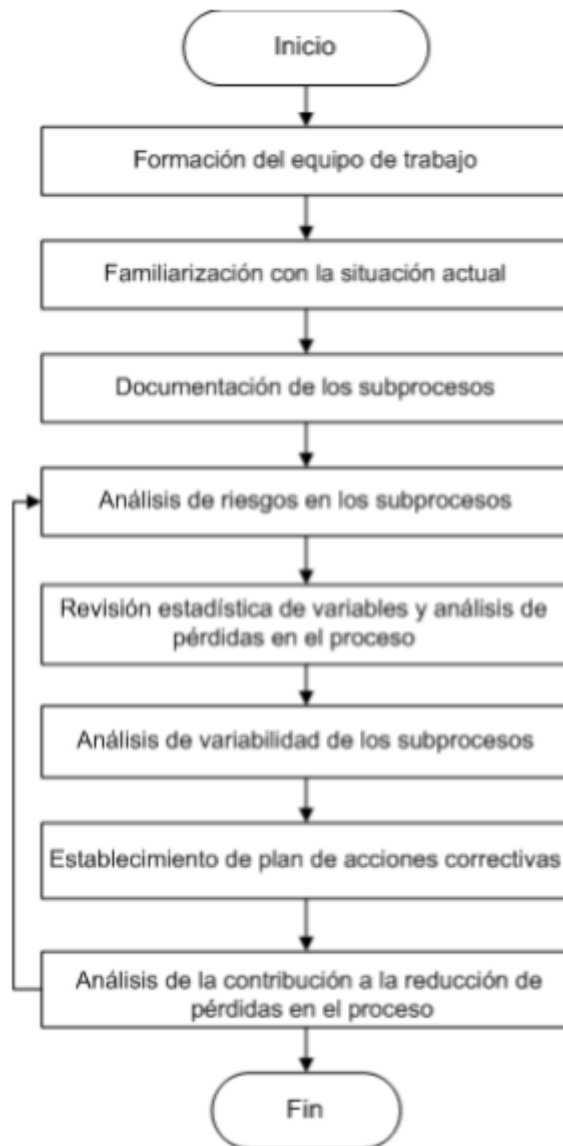 Inicio
Formación del equipo de trabajo
Familiarización con la situación actual
Documentación de los subprocesos
Análisis de riesgos en los subprocesos
Revisión estadística de variables y análisis de
pérdidas en el proceso
Análisis de variabilidad de los subprocesos
Establecimiento de plan de acciones correctivas
Análisis de la contribución a la reducción de
pérdidas en el proceso
Fin